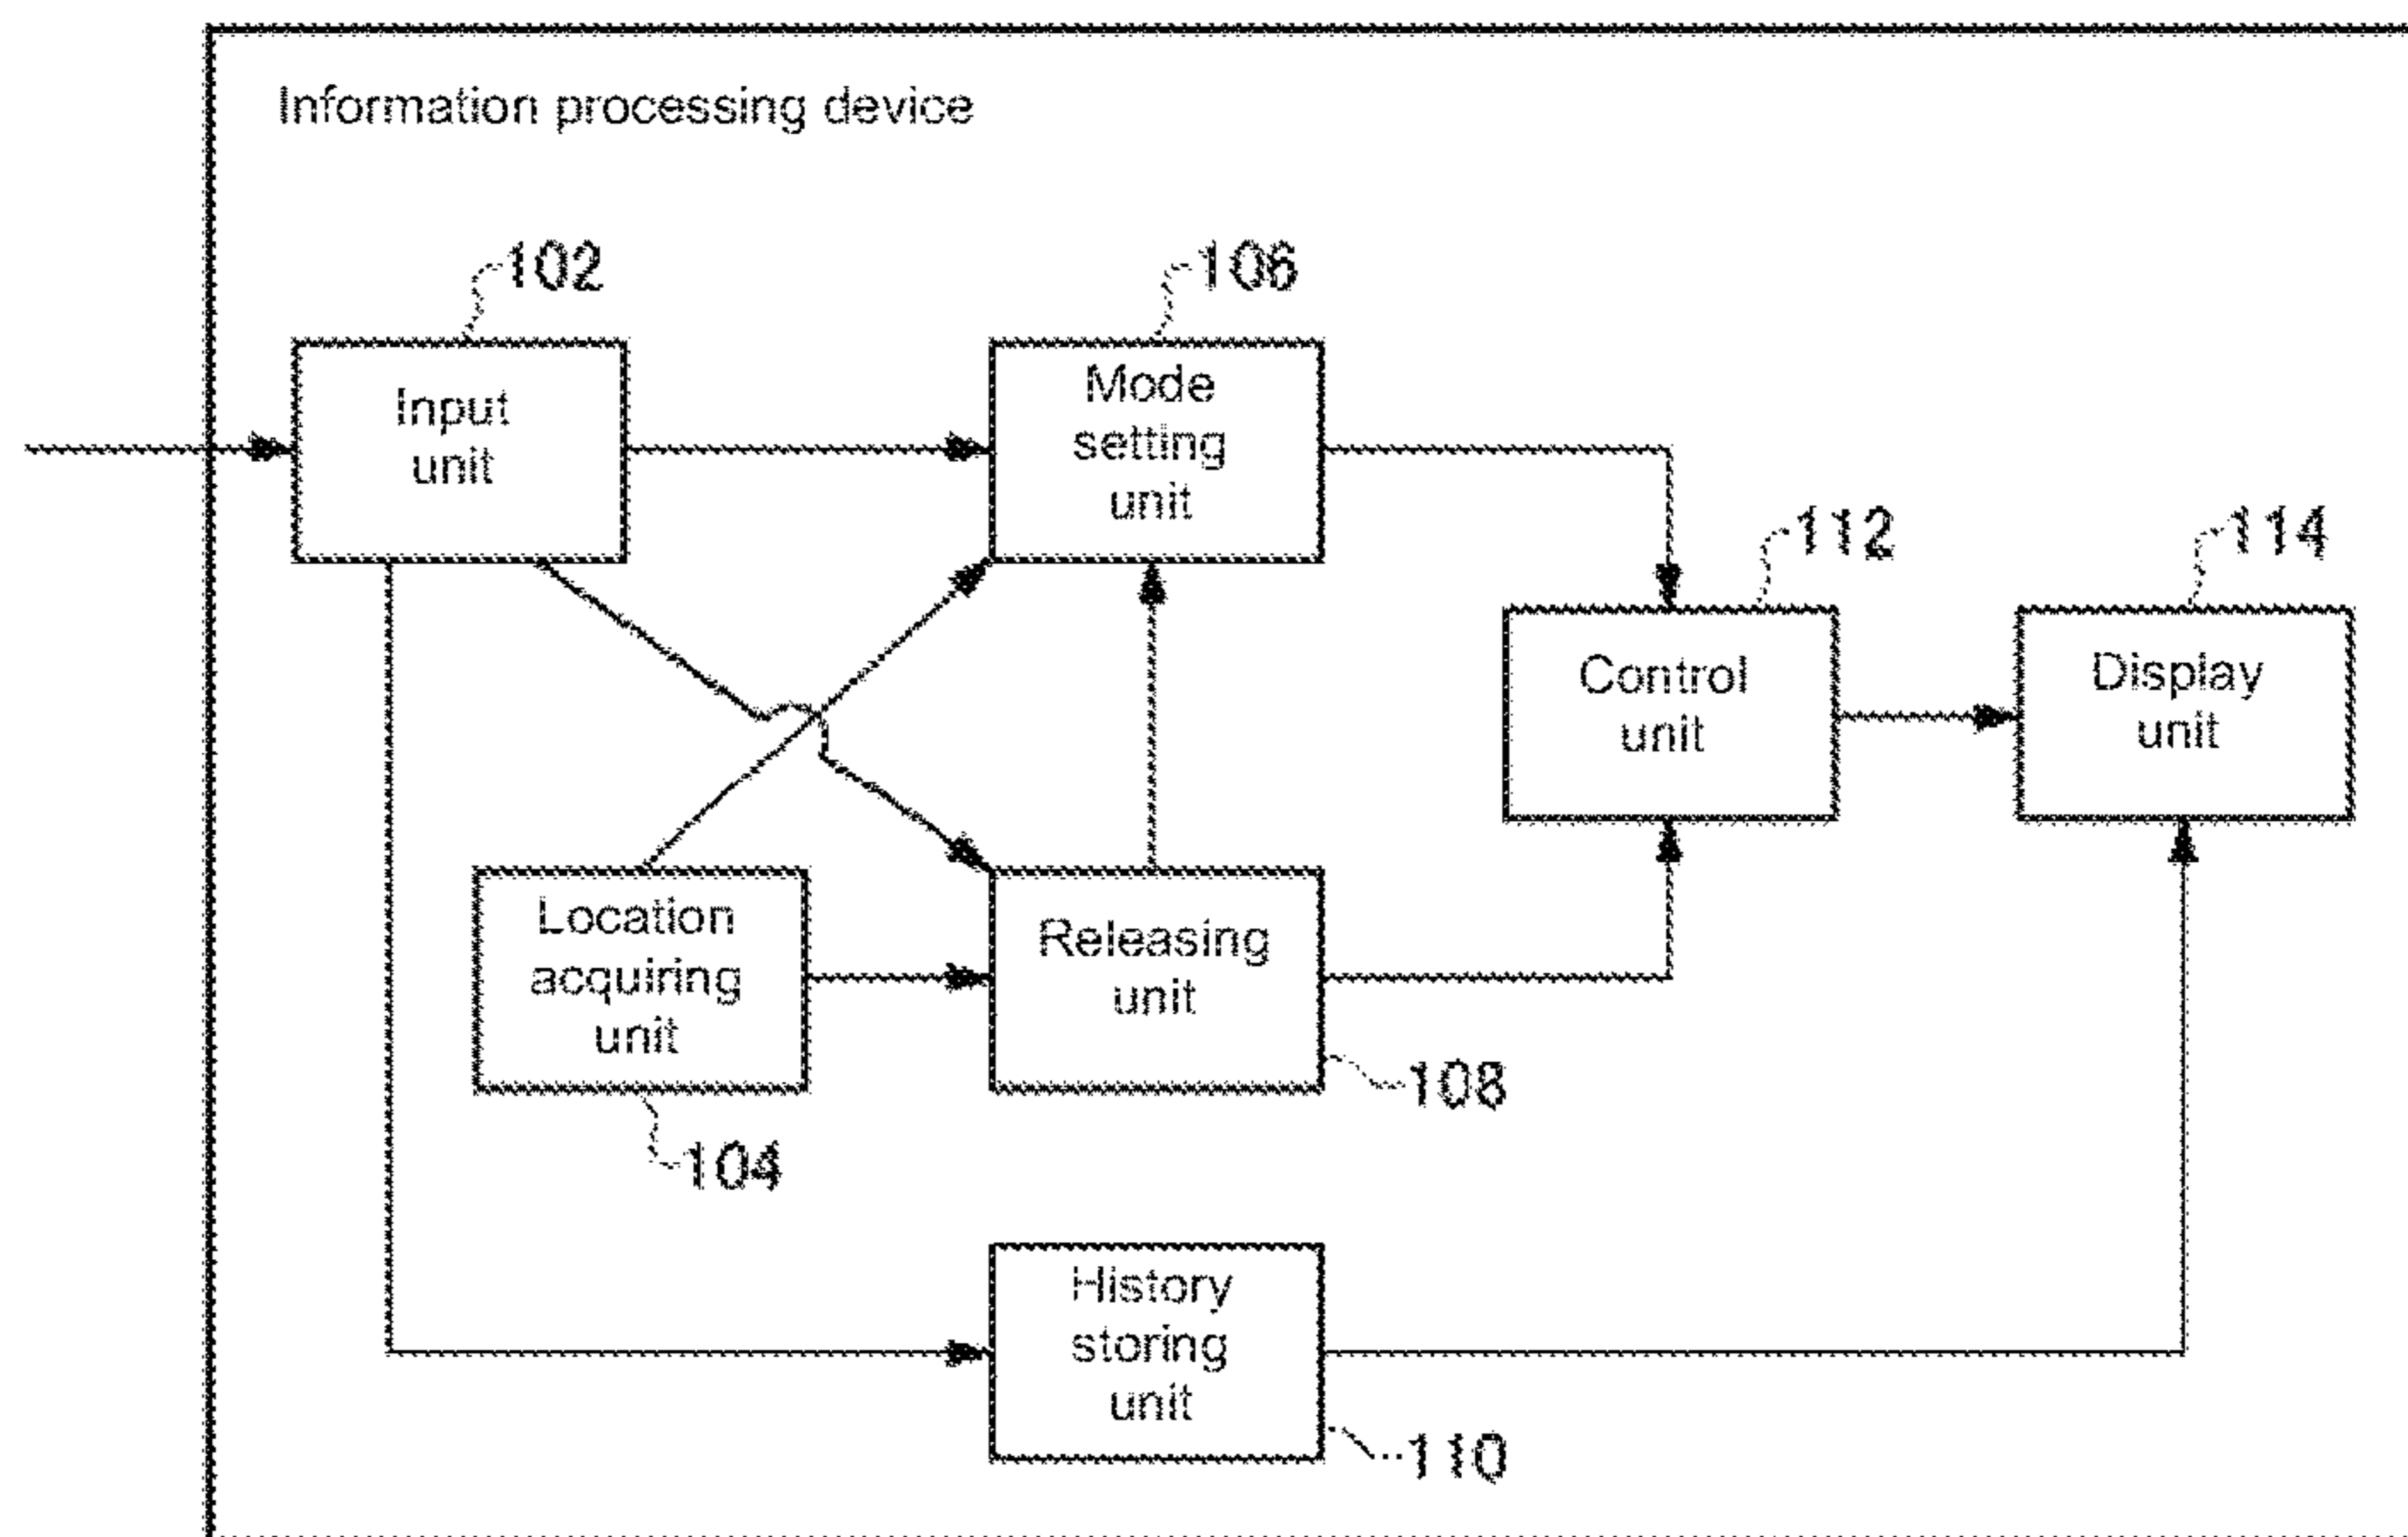 Information processing device
102
106
Input
unit
Mode
setting
unit
112
114
Control
unit
Display
unit
Location
acquiring
unit
Releasing
unit
108
104
History
storing
unit
110